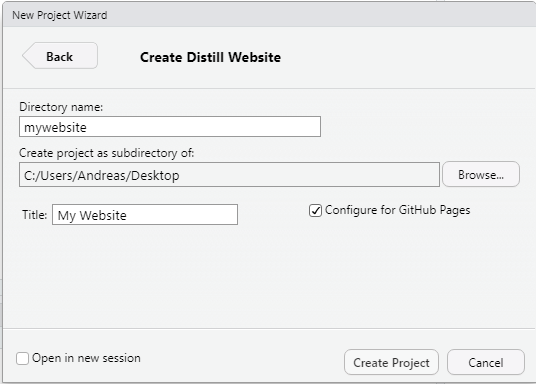 New Project Wizard
Back
Create Distill Website
Directory name:
mywebsite
Create project as subdirectory of:
C:/Users/Andreas/Desktop
Browse...
Title: My Website
Configure for GitHub Pages
Open in new session
Create Project
Cancel